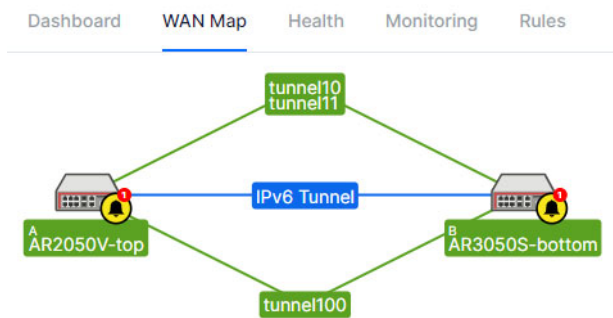 Dashboard WAN Map Health Monitoring Rules
tunnel10
tunnel11
1
IPv6 Tunnel
1
A
AR2050V-top
B
AR3050S-bottom
tunnel100